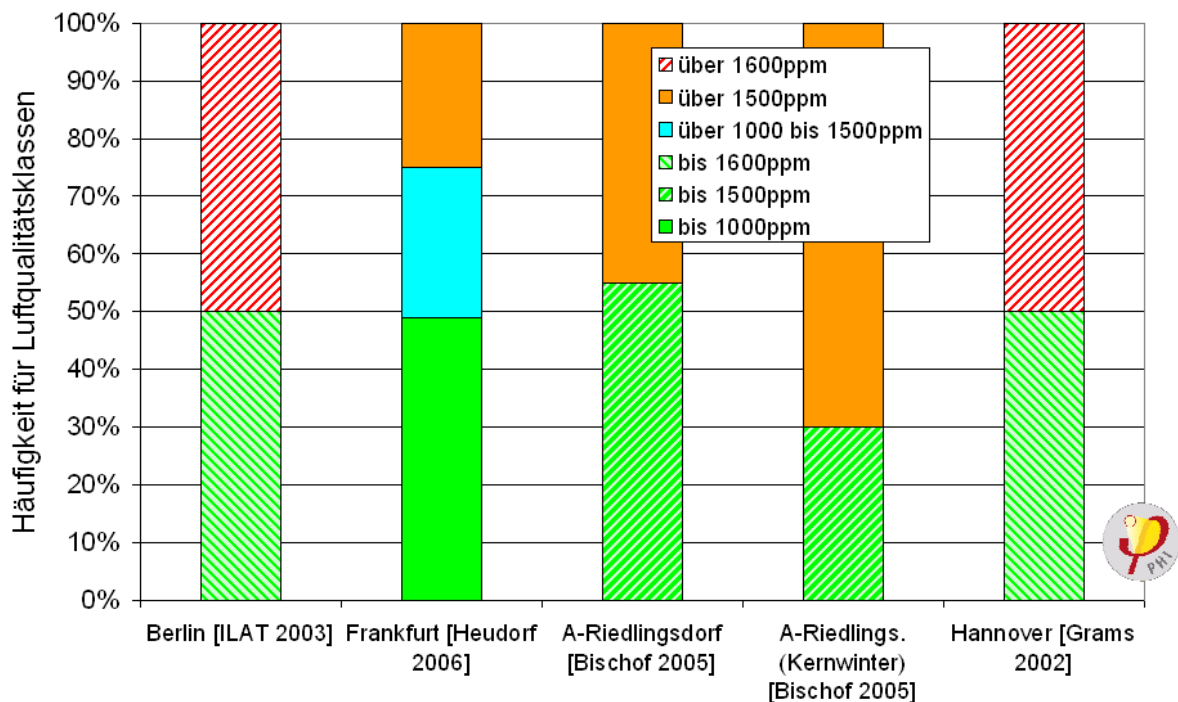 Häufigkeit für Luftqualitätsklassen
100%
90%
80%
70%
60%
50%
40%
30%
20%
10%
0%
über 1600ppm
über 1500ppm
über 1000 bis 1500ppm
bis 1600ppm
bis 1500ppm
bis 1000ppm
PHI
Berlin [ILAT 2003]
Frankfurt [Heudorf
2006]
A-Riedlingsdorf
[Bischof 2005]
A-Riedlings.
(Kernwinter)
[Bischof 2005]
Hannover [Grams
2002]